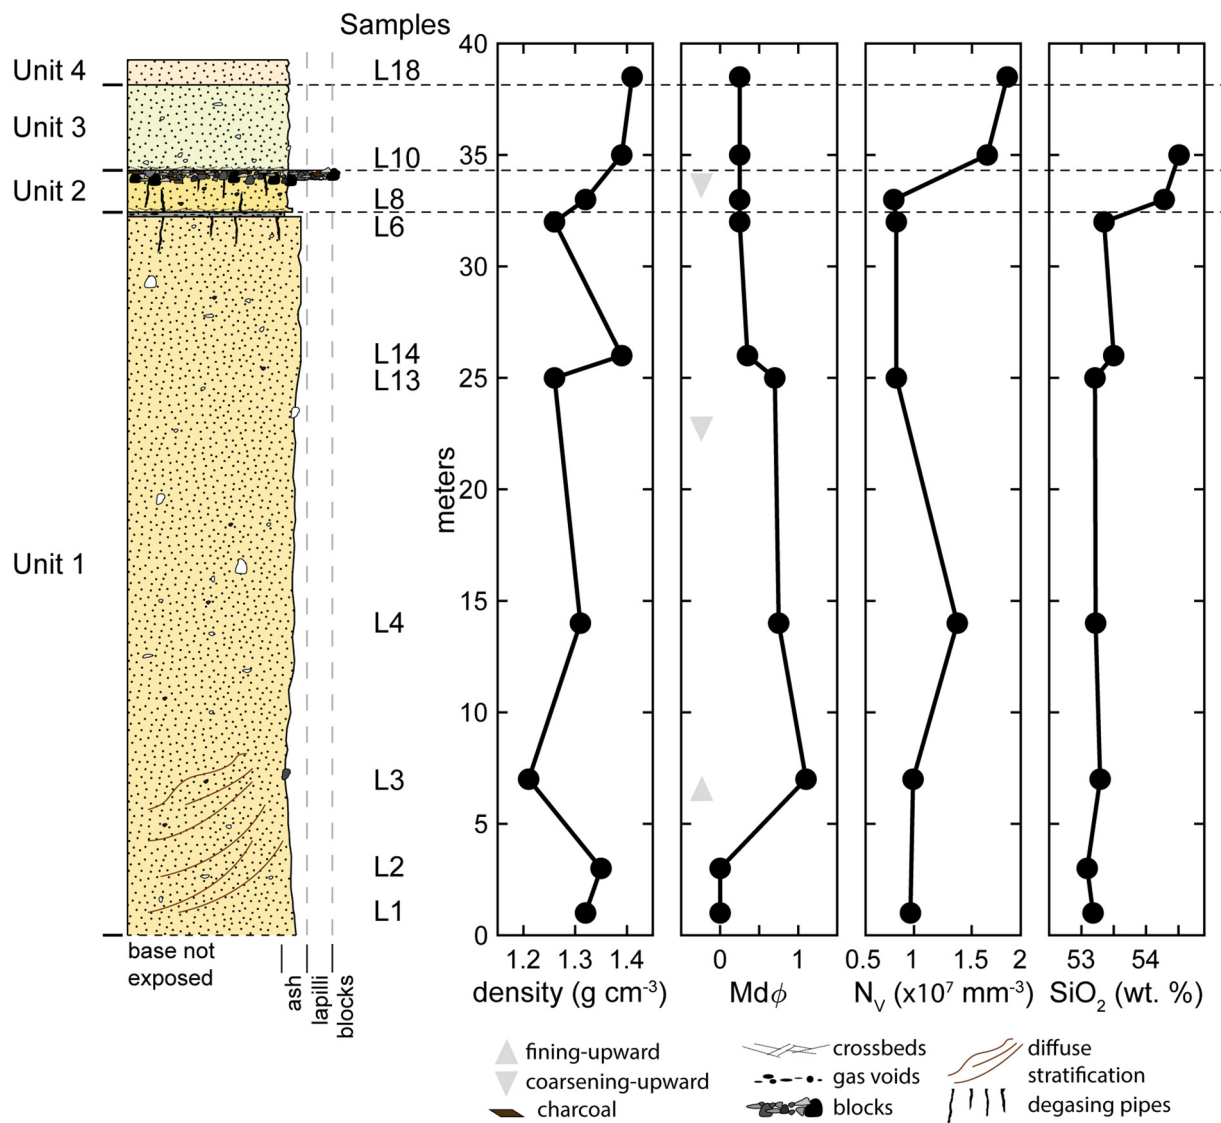 Samples
Unit 4
Unit 3
Unit 2
Unit 1
L18
L10
L8
L6
L14
L13
L4
L3
L2
L1
base not
exposed
ash
lapilli
blocks
meters
40
35
30
25
20
15
10
5
0
1.2 1.3 1.4
density (g cm⁻³)
0 1
Mdϕ
0.5 1 1.5 2
N_V (x10⁷ mm⁻³)
53 54
SiO₂ (wt. %)
fining-upward
coarsening-upward
charcoal
crossbeds
gas voids
blocks
diffuse
stratification
degasing pipes